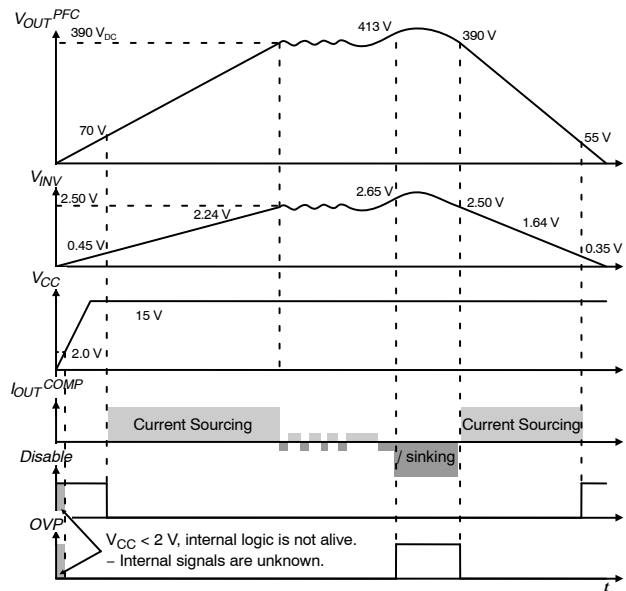 V_OUT^PFC
390 V_DC
413 V
390 V
70 V
55 V
V_INV
2.50 V
2.65 V
2.50 V
2.24 V
1.64 V
0.45 V
0.35 V
V_CC
15 V
2.0 V
I_OUT^COMP
Current Sourcing
Current Sourcing
/ sinking
Disable
OVP
V_CC < 2 V, internal logic is not alive.
– Internal signals are unknown.
t